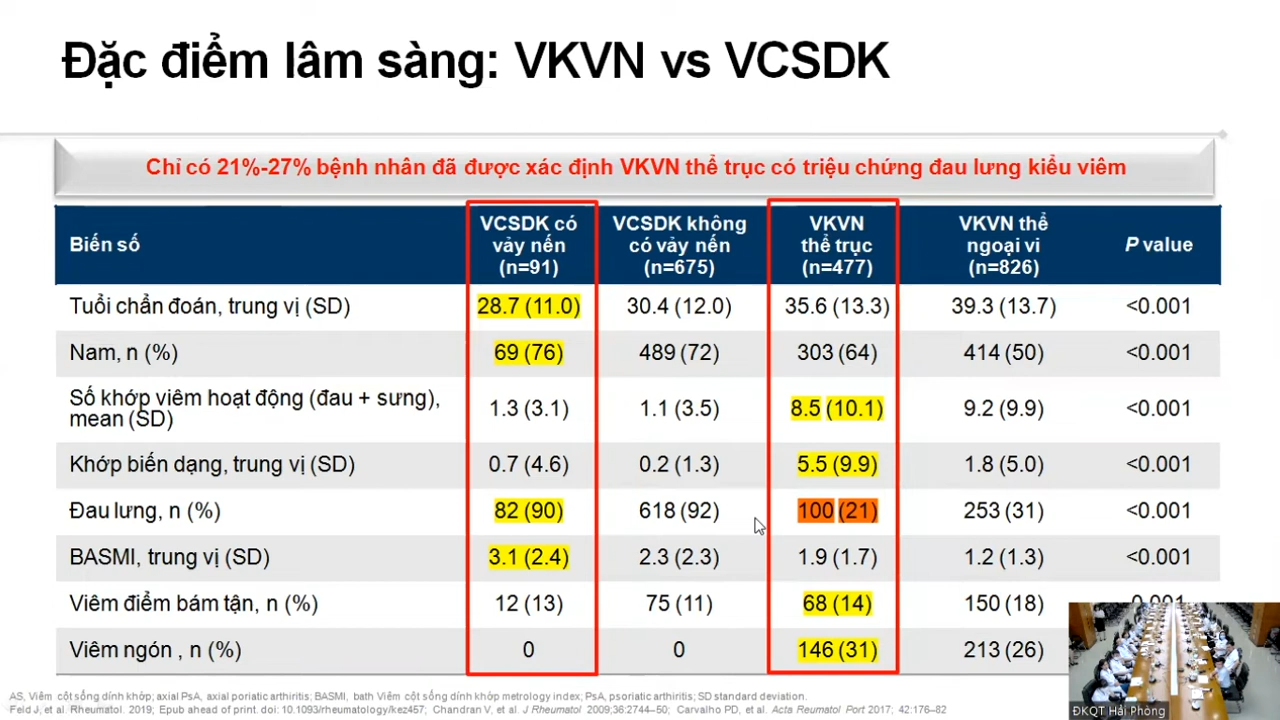 Đặc điểm lâm sàng: VKVN vs VCSDK
Chỉ có 21%-27% bệnh nhân đã được xác định VKVN thể trục có triệu chứng đau lưng kiểu viêm
Biến số
VCSDK có
vảy nến
(n=91)
VCSDK không
có vảy nến
(n=675)
VKVN
thể trục
(n=477)
VKVN thể
ngoại vi
(n=826)
P value
Tuổi chẩn đoán, trung vị (SD) 28.7 (11.0) 30.4 (12.0) 35.6 (13.3) 39.3 (13.7) <0.001
Nam, n (%) 69 (76) 489 (72) 303 (64) 414 (50) <0.001
Số khớp viêm hoạt động (đau + sưng),
mean (SD) 1.3 (3.1) 1.1 (3.5) 8.5 (10.1) 9.2 (9.9) <0.001
Khớp biến dạng, trung vị (SD) 0.7 (4.6) 0.2 (1.3) 5.5 (9.9) 1.8 (5.0) <0.001
Đau lưng, n (%) 82 (90) 618 (92) 100 (21) 253 (31) <0.001
BASMI, trung vị (SD) 3.1 (2.4) 2.3 (2.3) 1.9 (1.7) 1.2 (1.3) <0.001
Viêm điểm bám tận, n (%) 12 (13) 75 (11) 68 (14) 150 (18)
Viêm ngón , n (%) 0 0 146 (31) 213 (26)
AS, Viêm cột sống dính khớp; axial PsA, axial poriatic arthiritis; BASMI, bath Viêm cột sống dính khớp metrology index; PsA, psoriatic arthritis; SD standard deviation.
Feld J, et al. Rheumatol. 2019; Epub ahead of print. doi: 10.1093/rheumatology/kez457; Chandran V, et al. J Rheumatol 2009;36:2744–50; Carvalho PD, et al. Acta Reumatol Port 2017; 42:176–82
ĐKQT Hải Phòng